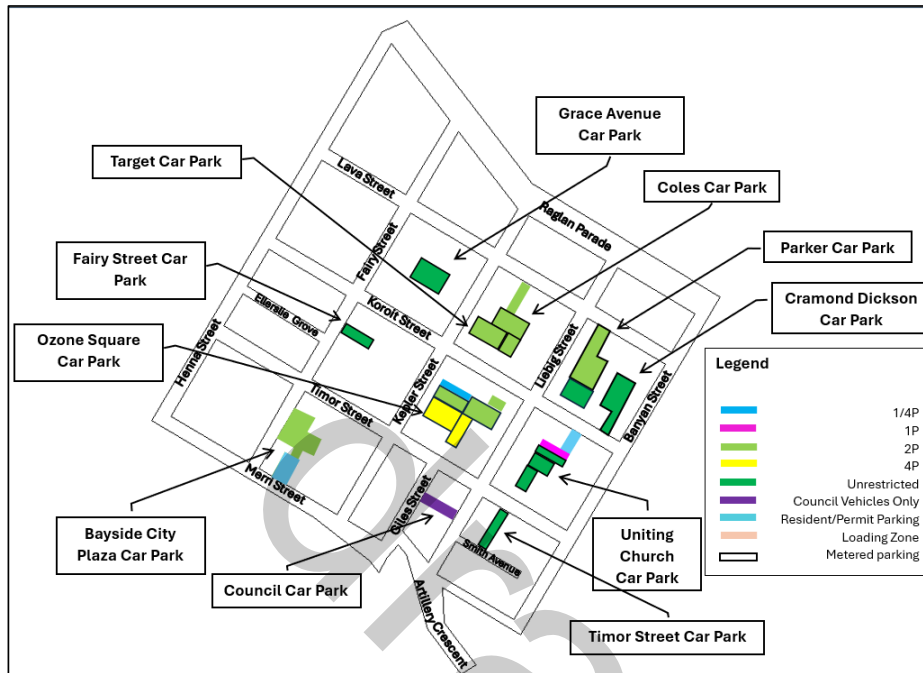 Grace Avenue
Car Park
Target Car Park
Coles Car Park
Lava Street
Raglan Parade
Parker Car Park
Fairy Street
Fairy Street Car
Park
Cramond Dickson
Car Park
Ellerslie Grove
Koroit Street
Ozone Square
Car Park
Henna Street
Liebig Street
Kepler Street
Banyan Street
Timor Street
Legend
1/4P
1P
2P
4P
Unrestricted
Council Vehicles Only
Resident/Permit Parking
Loading Zone
Metered parking
Merri Street
Giles Street
Bayside City
Plaza Car Park
Uniting
Church
Car Park
Smith Avenue
Council Car Park
Artillery Crescent
Timor Street Car Park